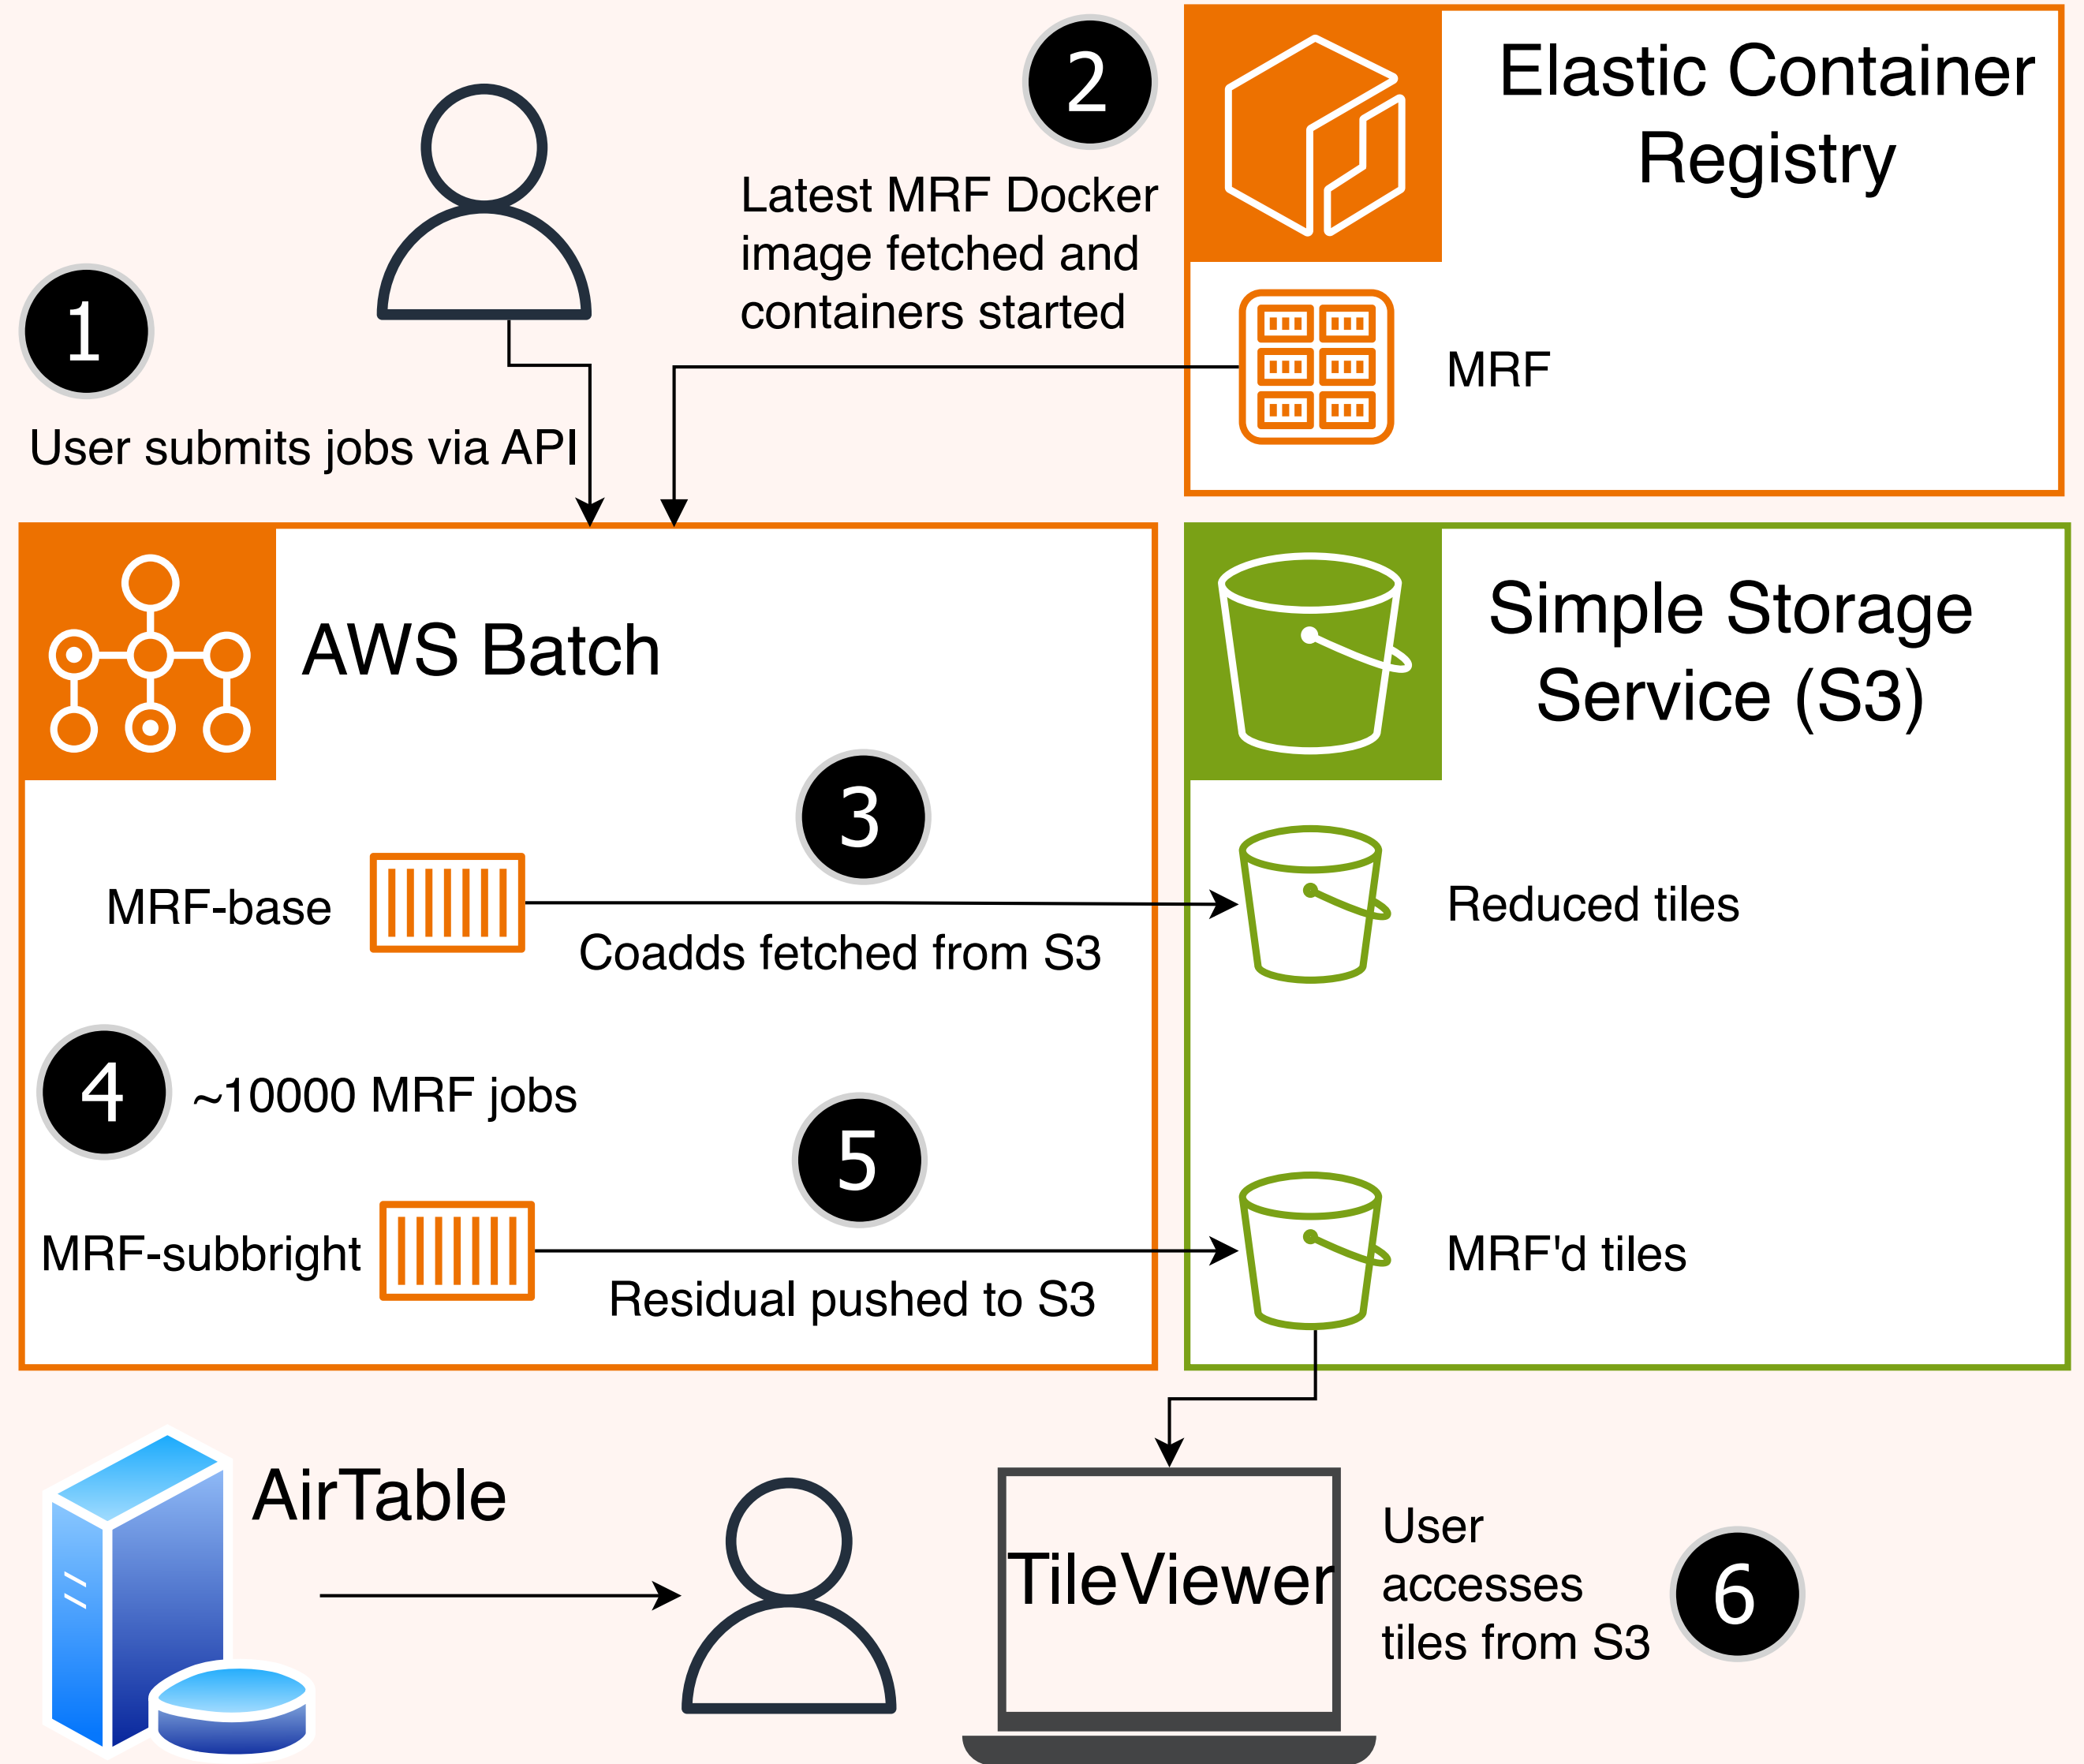 1
User submits jobs via API
2
Latest MRF Docker
image fetched and
containers started
Elastic Container
Registry
MRF
AWS Batch
Simple Storage
Service (S3)
3
MRF-base
Coadds fetched from S3
Reduced tiles
4
~10000 MRF jobs
5
MRF-subbright
Residual pushed to S3
MRF'd tiles
AirTable
TileViewer
User
accesses
tiles from S3
6